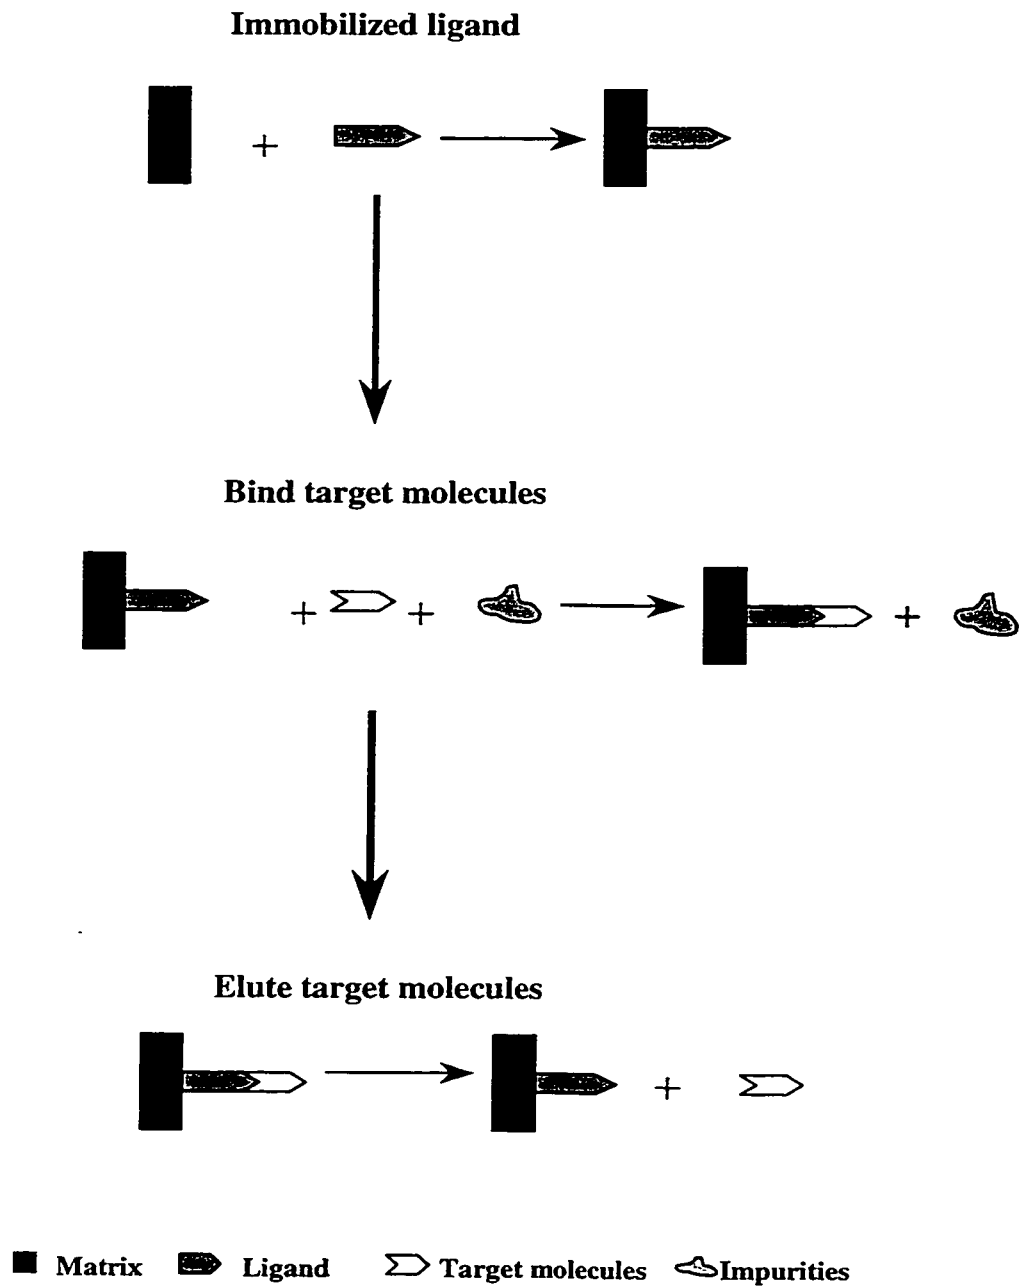 Immobilized ligand
+
Bind target molecules
+ + +
Elute target molecules
+
Matrix Ligand Target molecules Impurities